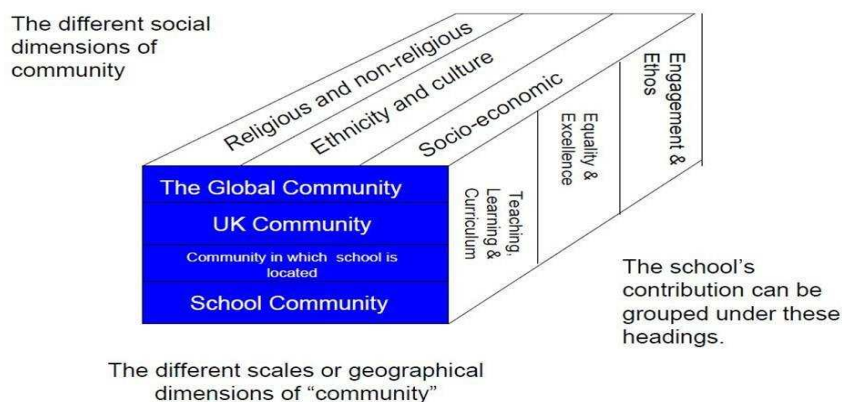 The different social
dimensions of
community
Religious and non-religious
Ethnicity and culture
Socio-economic
Engagement &
Ethos
Equality &
Excellence
Teaching,
Learning &
Curriculum
The Global Community
UK Community
Community in which school is
located
School Community
The school's
contribution can be
grouped under these
headings.
The different scales or geographical
dimensions of "community"